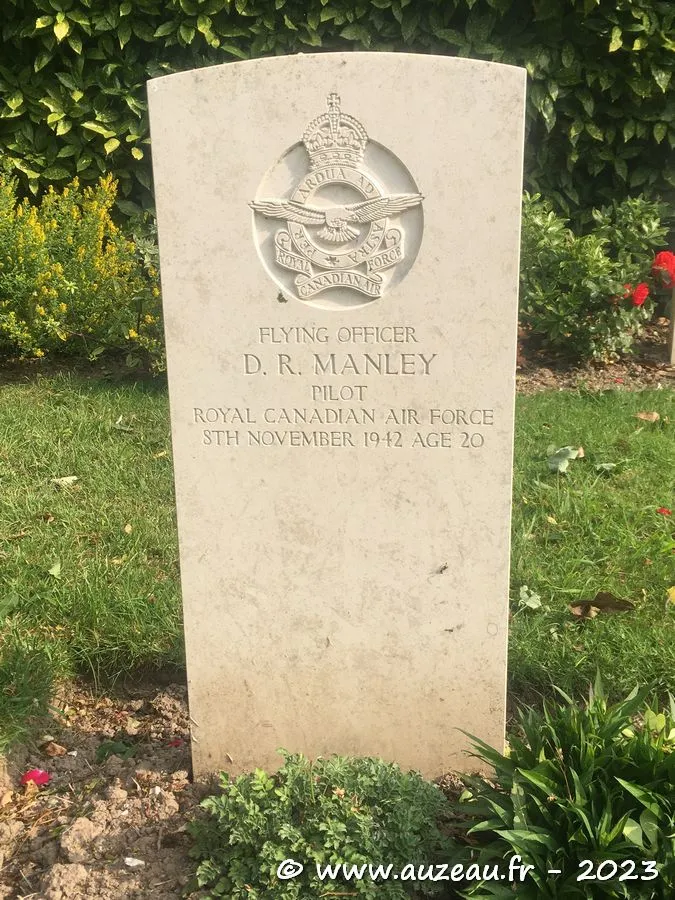 PER ARDUA AD ASTRA
ROYAL CANADIAN AIR FORCE
FLYING OFFICER
D. R. MANLEY
PILOT
ROYAL CANADIAN AIR FORCE
8TH NOVEMBER 1942 AGE 20
© www.auzeau.fr - 2023